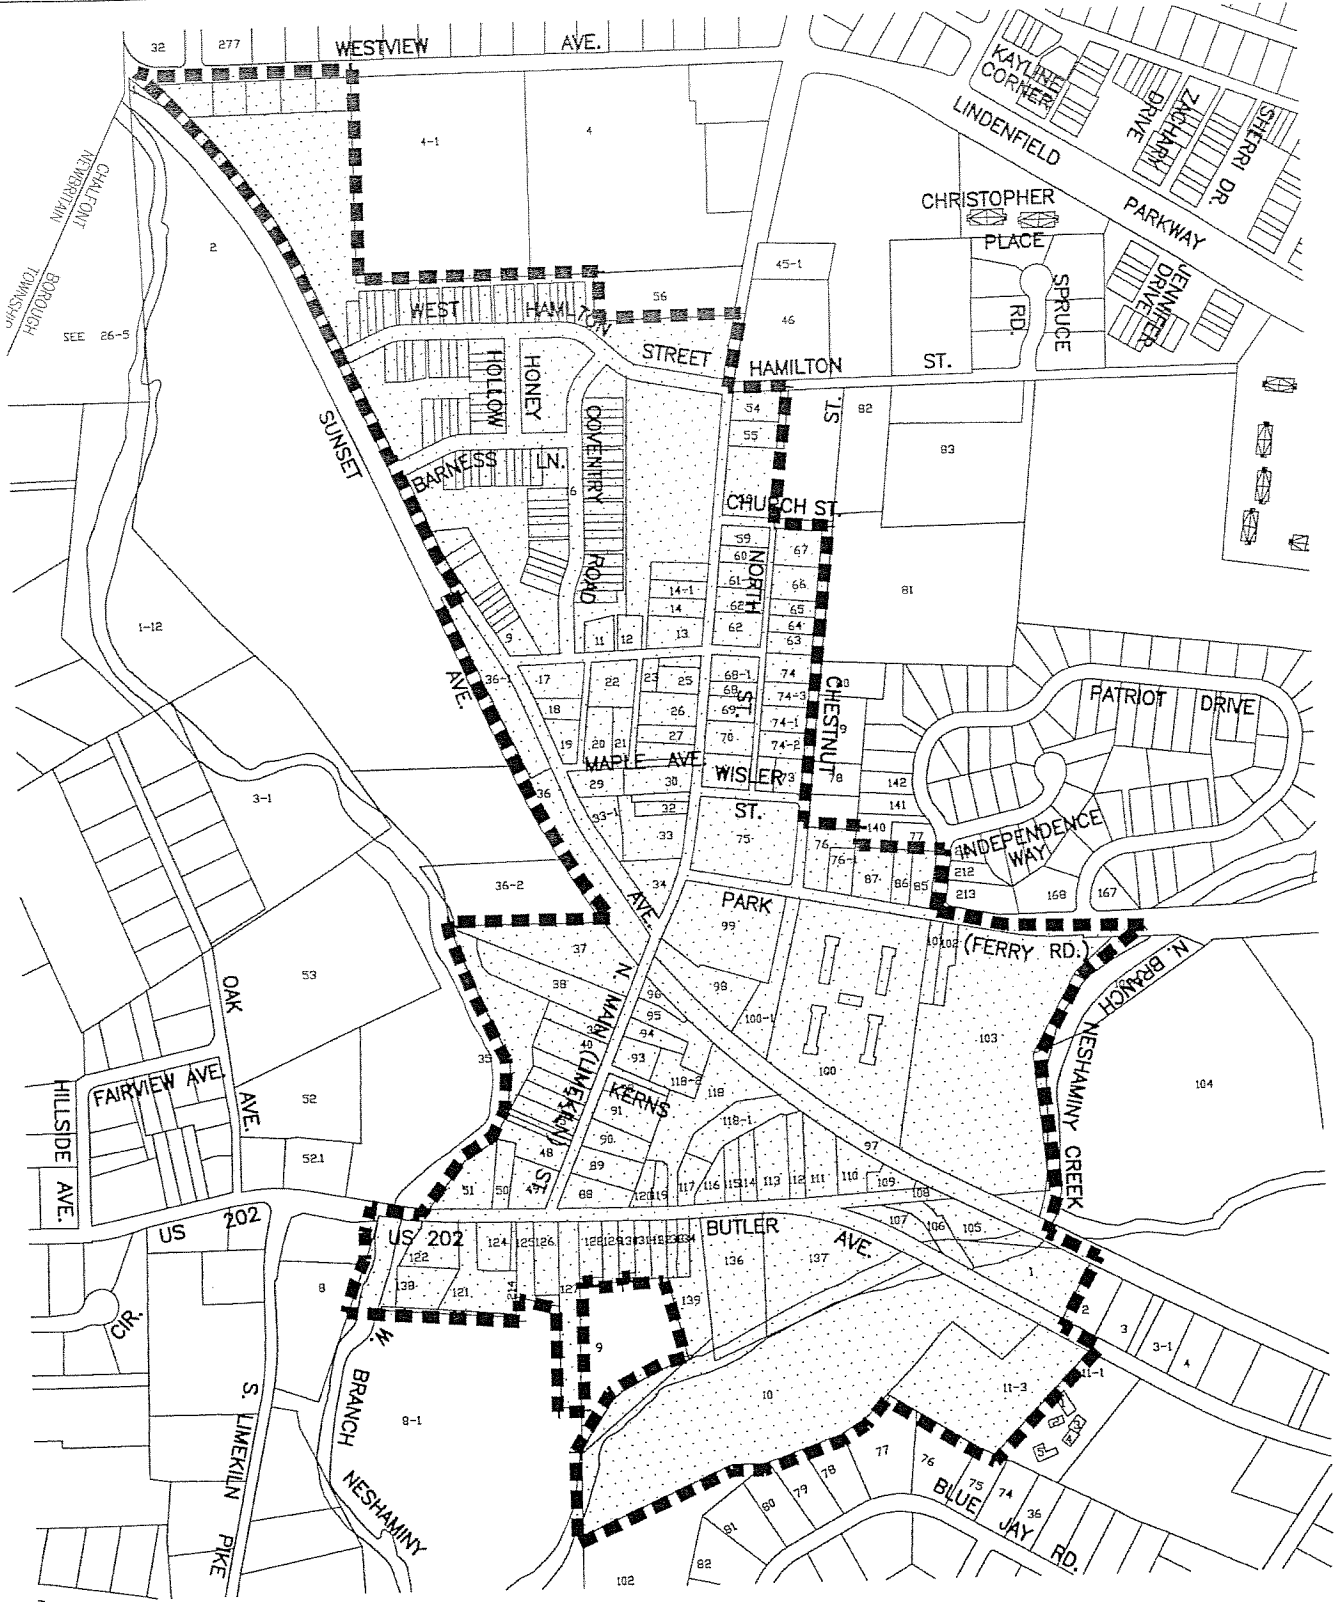 32
277
WESTVIEW AVE.
KAYLINE
CORNER
ZACHARY
DRIVE
SHERRI DR.
LINDENFIELD
PARKWAY
4-1
4
CHALFONT
NEWBRITAIN
BOROUGH
TOWNSHIP
SEE 26-5
2
CHRISTOPHER
PLACE
SPRUCE
RD.
JENNIFER
DRIVE
45-1
56
46
WEST HAMILTON
STREET
HAMILTON ST.
HOLLOW
HONEY
COVENTRY
ROAD
BARNESS LN.
6
54
55
ST.
82
83
CHURCH ST.
SUNSET
AVE.
59
60
61
62
62
NORTH
ST.
67
66
65
64
63
81
14-1
14
13
11
12
9
1-12
36-1
17
18
19
22
23
25
26
27
20
21
68-1
68
69
70
74
74-3
74-1
74-2
73
CHESTNUT
78
PATRIOT DRIVE
142
141
140
77
MAPLE AVE.
WISLER
ST.
29
30
32
33-1
33
34
36
36-2
75
76
76-1
87
86
85
INDEPENDENCE
WAY
212
213
168
167
3-1
PARK
(FERRY RD.)
99
98
100-1
100
103
N. BRANCH
NESHAMINY CREEK
104
AVE.
37
38
40
35
N. MAIN (LIMEKILN) ST.
96
95
94
93
KERNS
91
90
89
88
118-2
118
118-1
97
OAK
AVE.
53
52
52.1
FAIRVIEW AVE.
HILLSIDE AVE.
US 202
51
50
49
48
117
116
115
114
113
112
111
110
109
108
US 202
BUTLER AVE.
107
106
105
122
138
121
124
125
126
127
128
129
136
137
139
214
8
9
10
1
2
3
3-1
4
11-3
11-1
CIR.
S. LIMEKILN PIKE
W. BRANCH NESHAMINY
8-1
77
76
75
74
36
78
79
80
81
82
102
BLUE JAY RD.